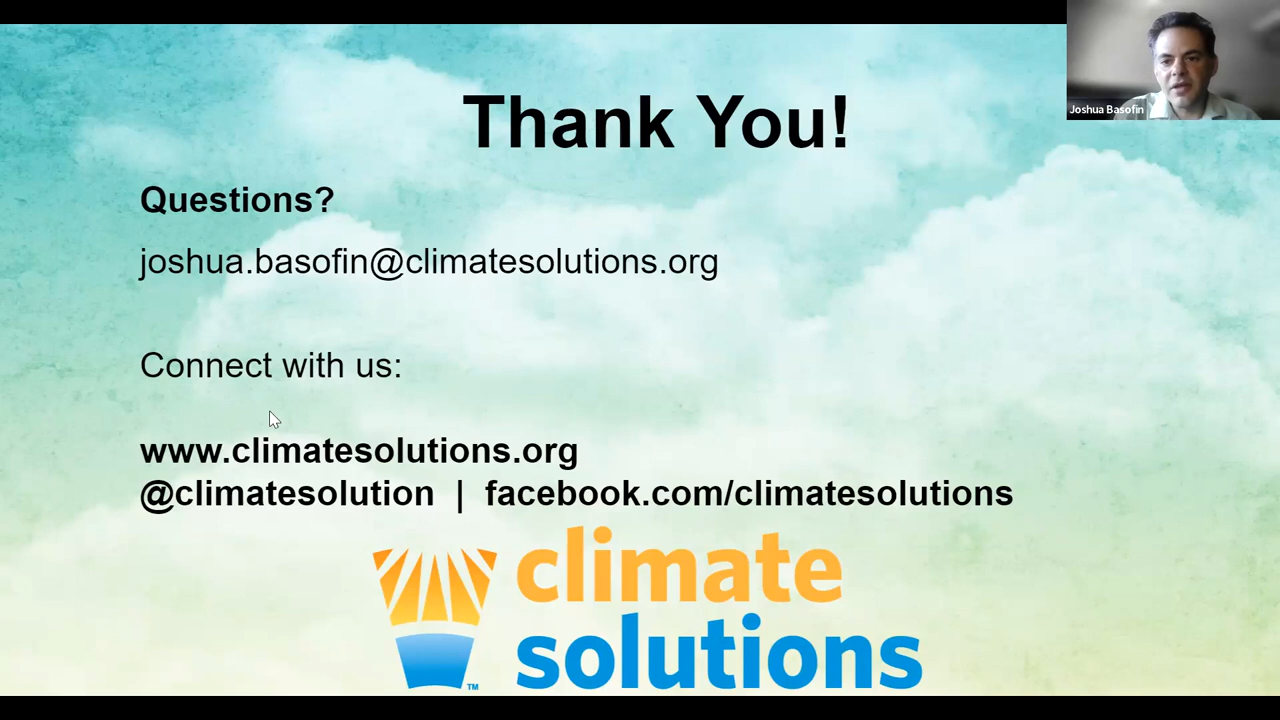 Thank You!
Joshua Basofin
Questions?
joshua.basofin@climatesolutions.org
Connect with us:
www.climatesolutions.org
@climatesolution | facebook.com/climatesolutions
climate
solutions
TM